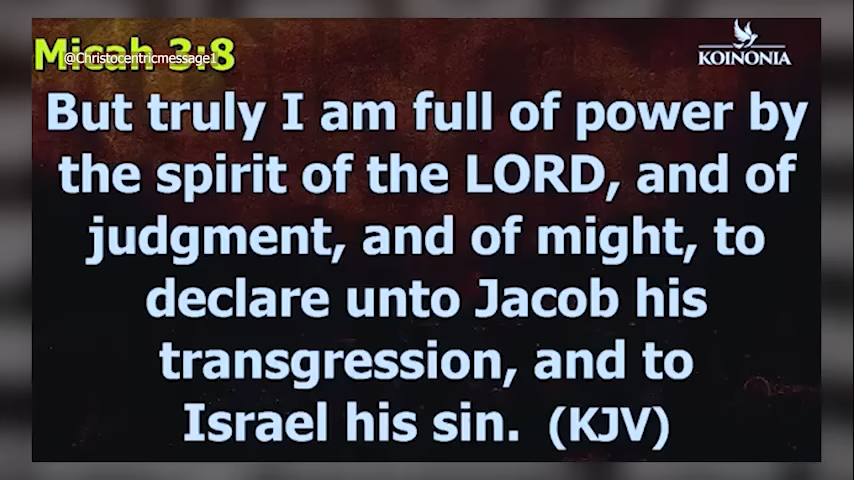 Micah 3:8
@Christocentricmessage1
KOINONIA
But truly I am full of power by
the spirit of the LORD, and of
judgment, and of might, to
declare unto Jacob his
transgression, and to
Israel his sin. (KJV)